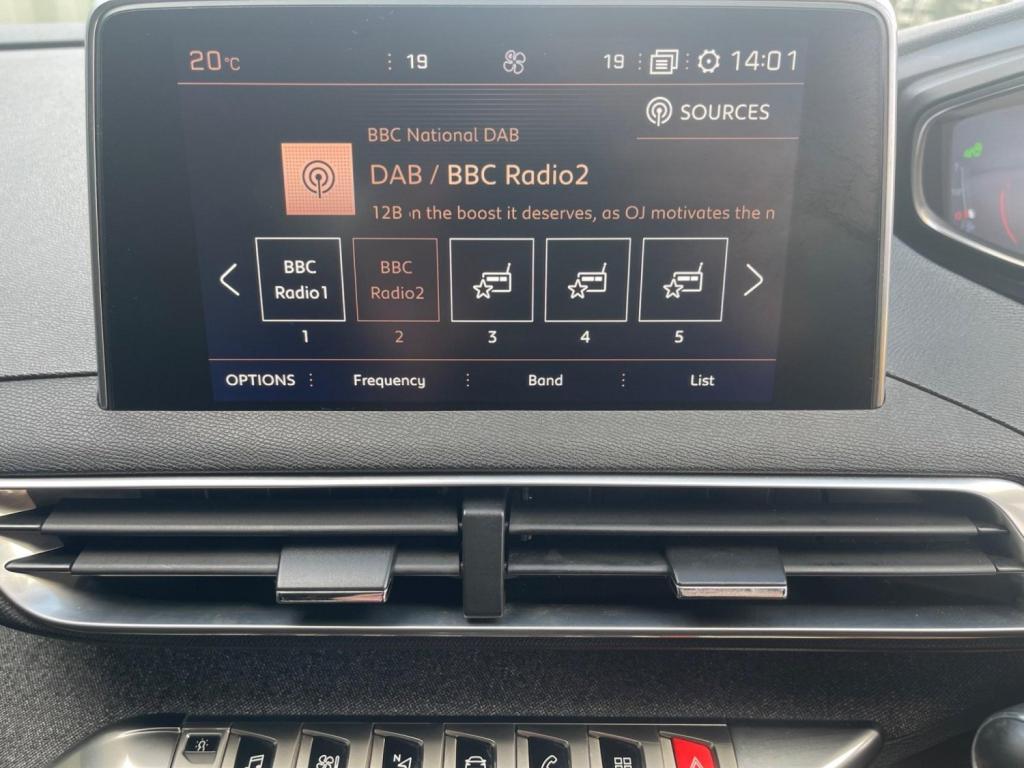 20°C 19 19 14:01
SOURCES
BBC National DAB
DAB / BBC Radio2
12B n the boost it deserves, as OJ motivates the n
BBC Radio1
BBC Radio2
1 2 3 4 5
OPTIONS Frequency Band List
N